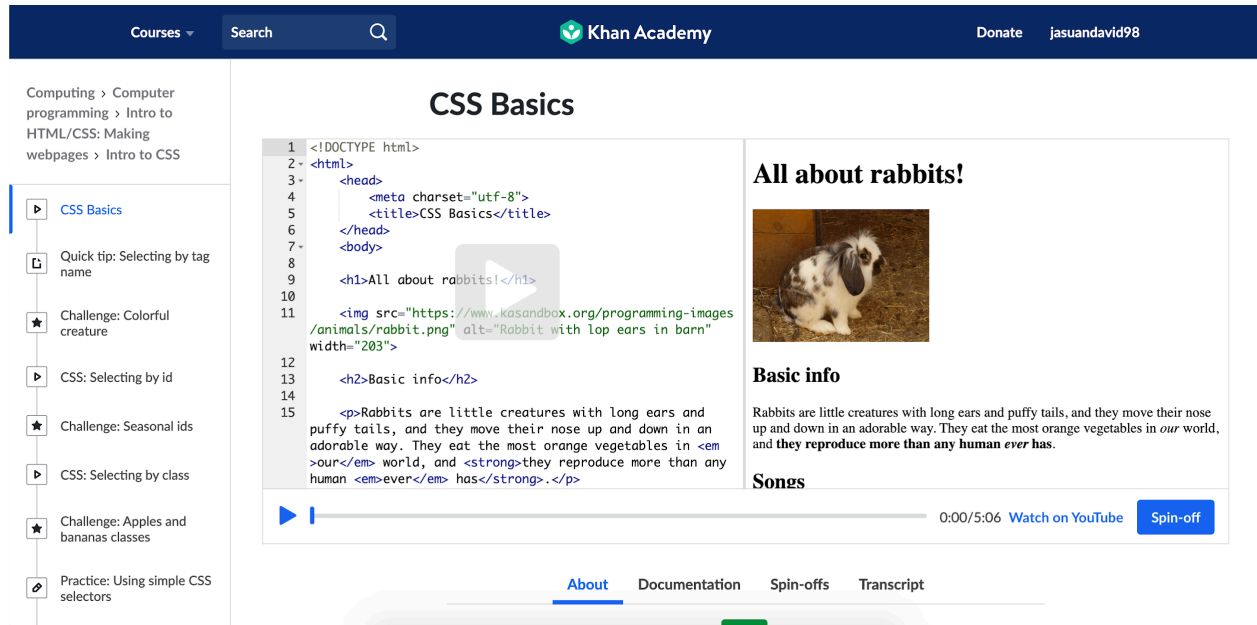 Courses
Search
Khan Academy
Donate
jasuandavid98
Computing › Computer
programming › Intro to
HTML/CSS: Making
webpages › Intro to CSS
CSS Basics
Quick tip: Selecting by tag
name
Challenge: Colorful
creature
CSS: Selecting by id
Challenge: Seasonal ids
CSS: Selecting by class
Challenge: Apples and
bananas classes
Practice: Using simple CSS
selectors
CSS Basics
1 <!DOCTYPE html>
2 <html>
3 <head>
4 <meta charset="utf-8">
5 <title>CSS Basics</title>
6 </head>
7 <body>
8
9 <h1>All about rabbits!</h1>
10
11 <img src="https://www.kasandbox.org/programming-images
/animals/rabbit.png" alt="Rabbit with lop ears in barn"
width="203">
12
13 <h2>Basic info</h2>
14
15 <p>Rabbits are little creatures with long ears and
puffy tails, and they move their nose up and down in an
adorable way. They eat the most orange vegetables in <em
>our</em> world, and <strong>they reproduce more than any
human <em>ever</em> has</strong>.</p>
All about rabbits!
Basic info
Rabbits are little creatures with long ears and puffy tails, and they move their nose
up and down in an adorable way. They eat the most orange vegetables in our world,
and they reproduce more than any human ever has.
Songs
0:00/5:06
Watch on YouTube
Spin-off
About
Documentation
Spin-offs
Transcript